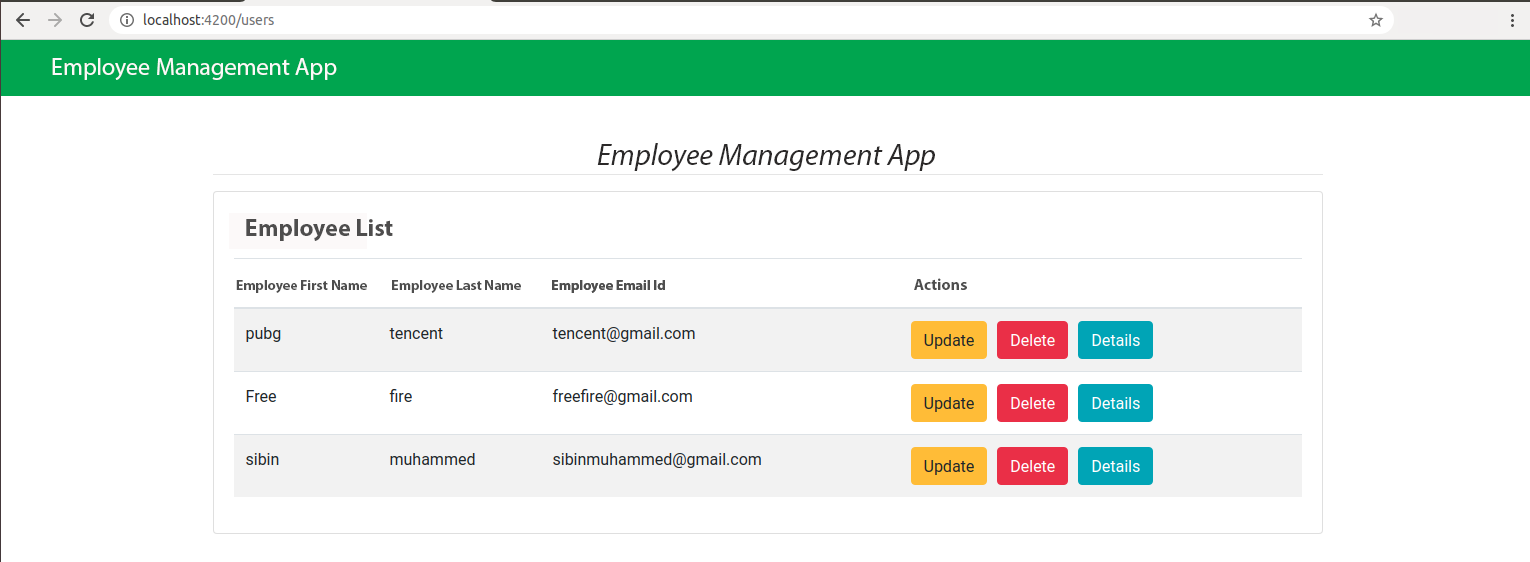 localhost:4200/users
Employee Management App
Employee Management App
Employee List
Employee First Name Employee Last Name Employee Email Id Actions
pubg tencent tencent@gmail.com Update Delete Details
Free fire freefire@gmail.com Update Delete Details
sibin muhammed sibinmuhammed@gmail.com Update Delete Details